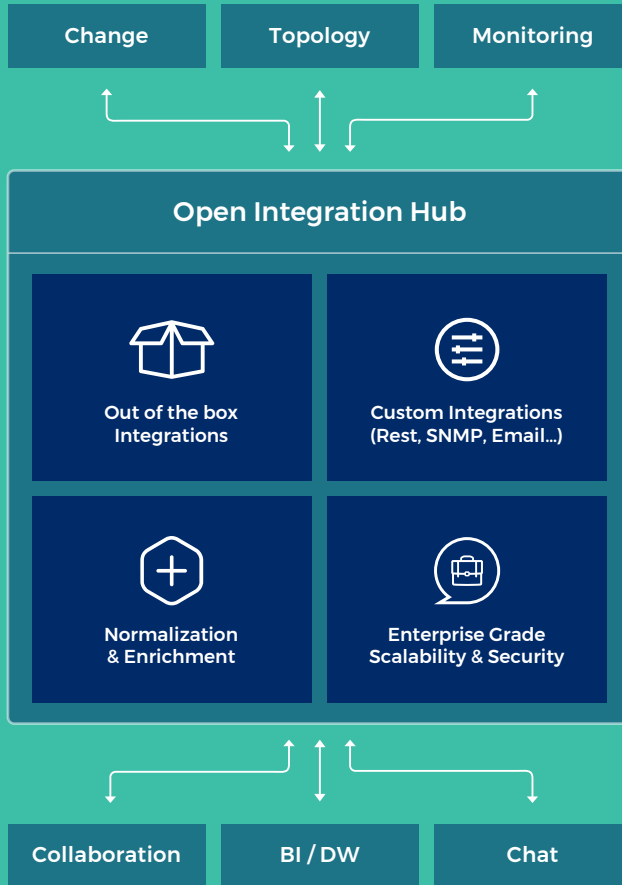 Change
Topology
Monitoring
Open Integration Hub
Out of the box
Integrations
Custom Integrations
(Rest, SNMP, Email...)
Normalization
& Enrichment
Enterprise Grade
Scalability & Security
Collaboration
BI / DW
Chat